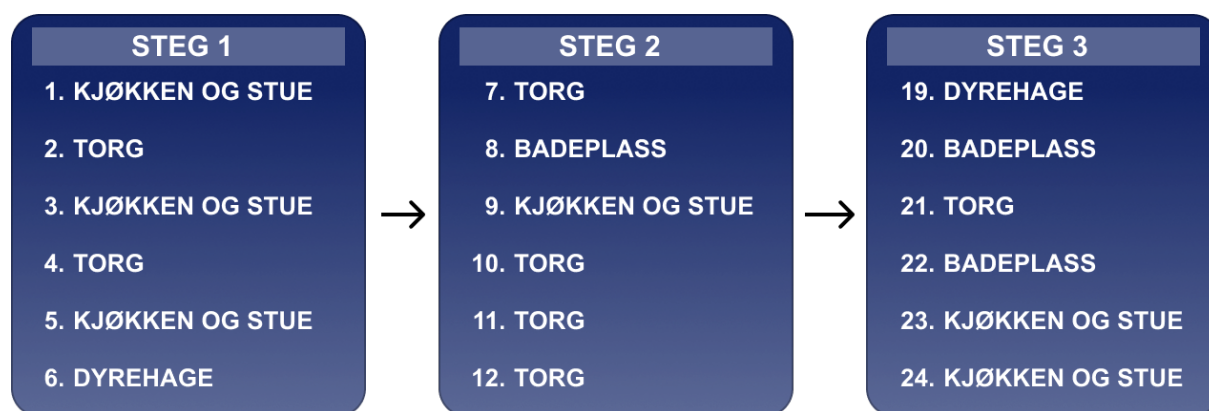 STEG 1
1. KJØKKEN OG STUE
2. TORG
3. KJØKKEN OG STUE
4. TORG
5. KJØKKEN OG STUE
6. DYREHAGE
STEG 2
7. TORG
8. BADEPLASS
9. KJØKKEN OG STUE
10. TORG
11. TORG
12. TORG
STEG 3
19. DYREHAGE
20. BADEPLASS
21. TORG
22. BADEPLASS
23. KJØKKEN OG STUE
24. KJØKKEN OG STUE